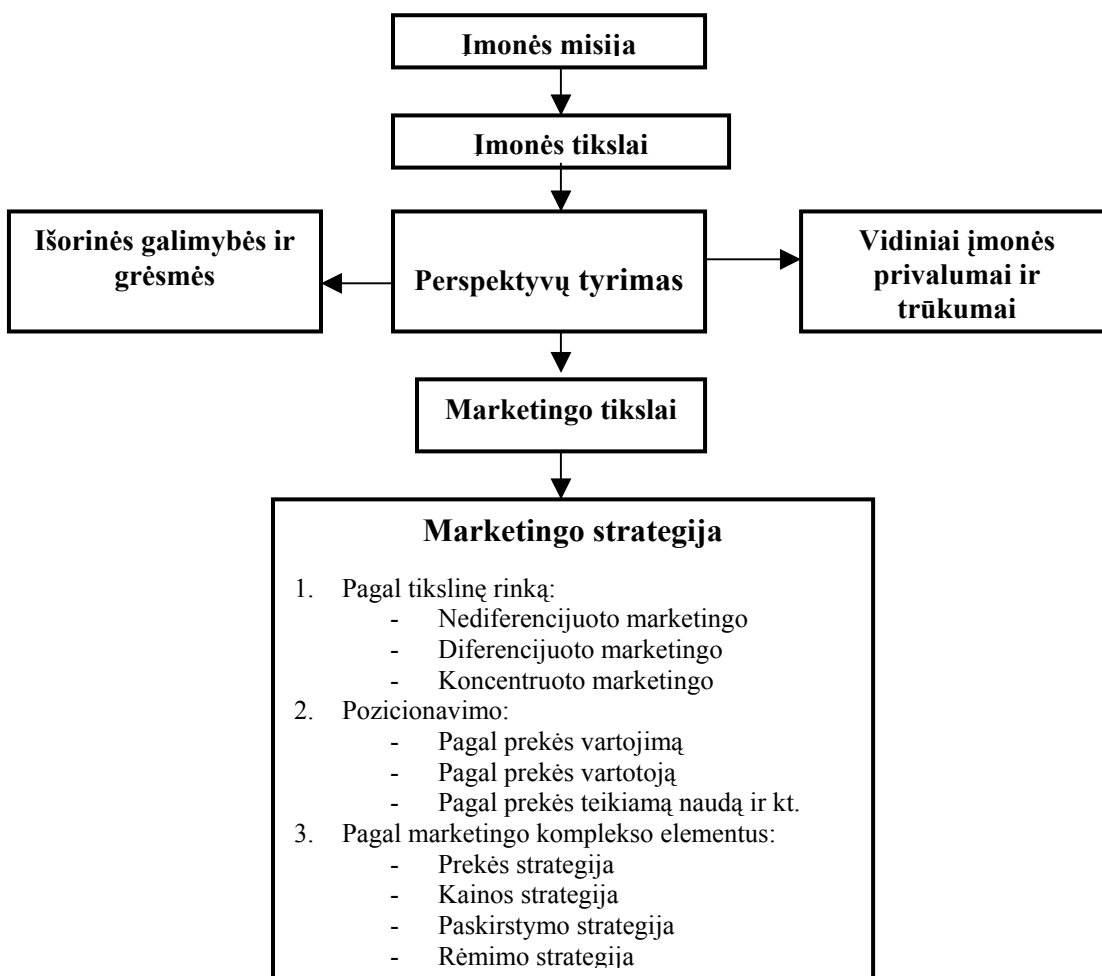 Įmonės misija
Įmonės tikslai
Išorinės galimybės ir
grėsmės
Perspektyvų tyrimas
Vidiniai įmonės
privalumai ir
trūkumai
Marketingo tikslai
Marketingo strategija
1. Pagal tikslinę rinką:
- Nediferencijuoto marketingo
- Diferencijuoto marketingo
- Koncentruoto marketingo
2. Pozicionavimo:
- Pagal prekės vartojimą
- Pagal prekės vartotoją
- Pagal prekės teikiamą naudą ir kt.
3. Pagal marketingo komplekso elementus:
- Prekės strategija
- Kainos strategija
- Paskirstymo strategija
- Rėmimo strategija